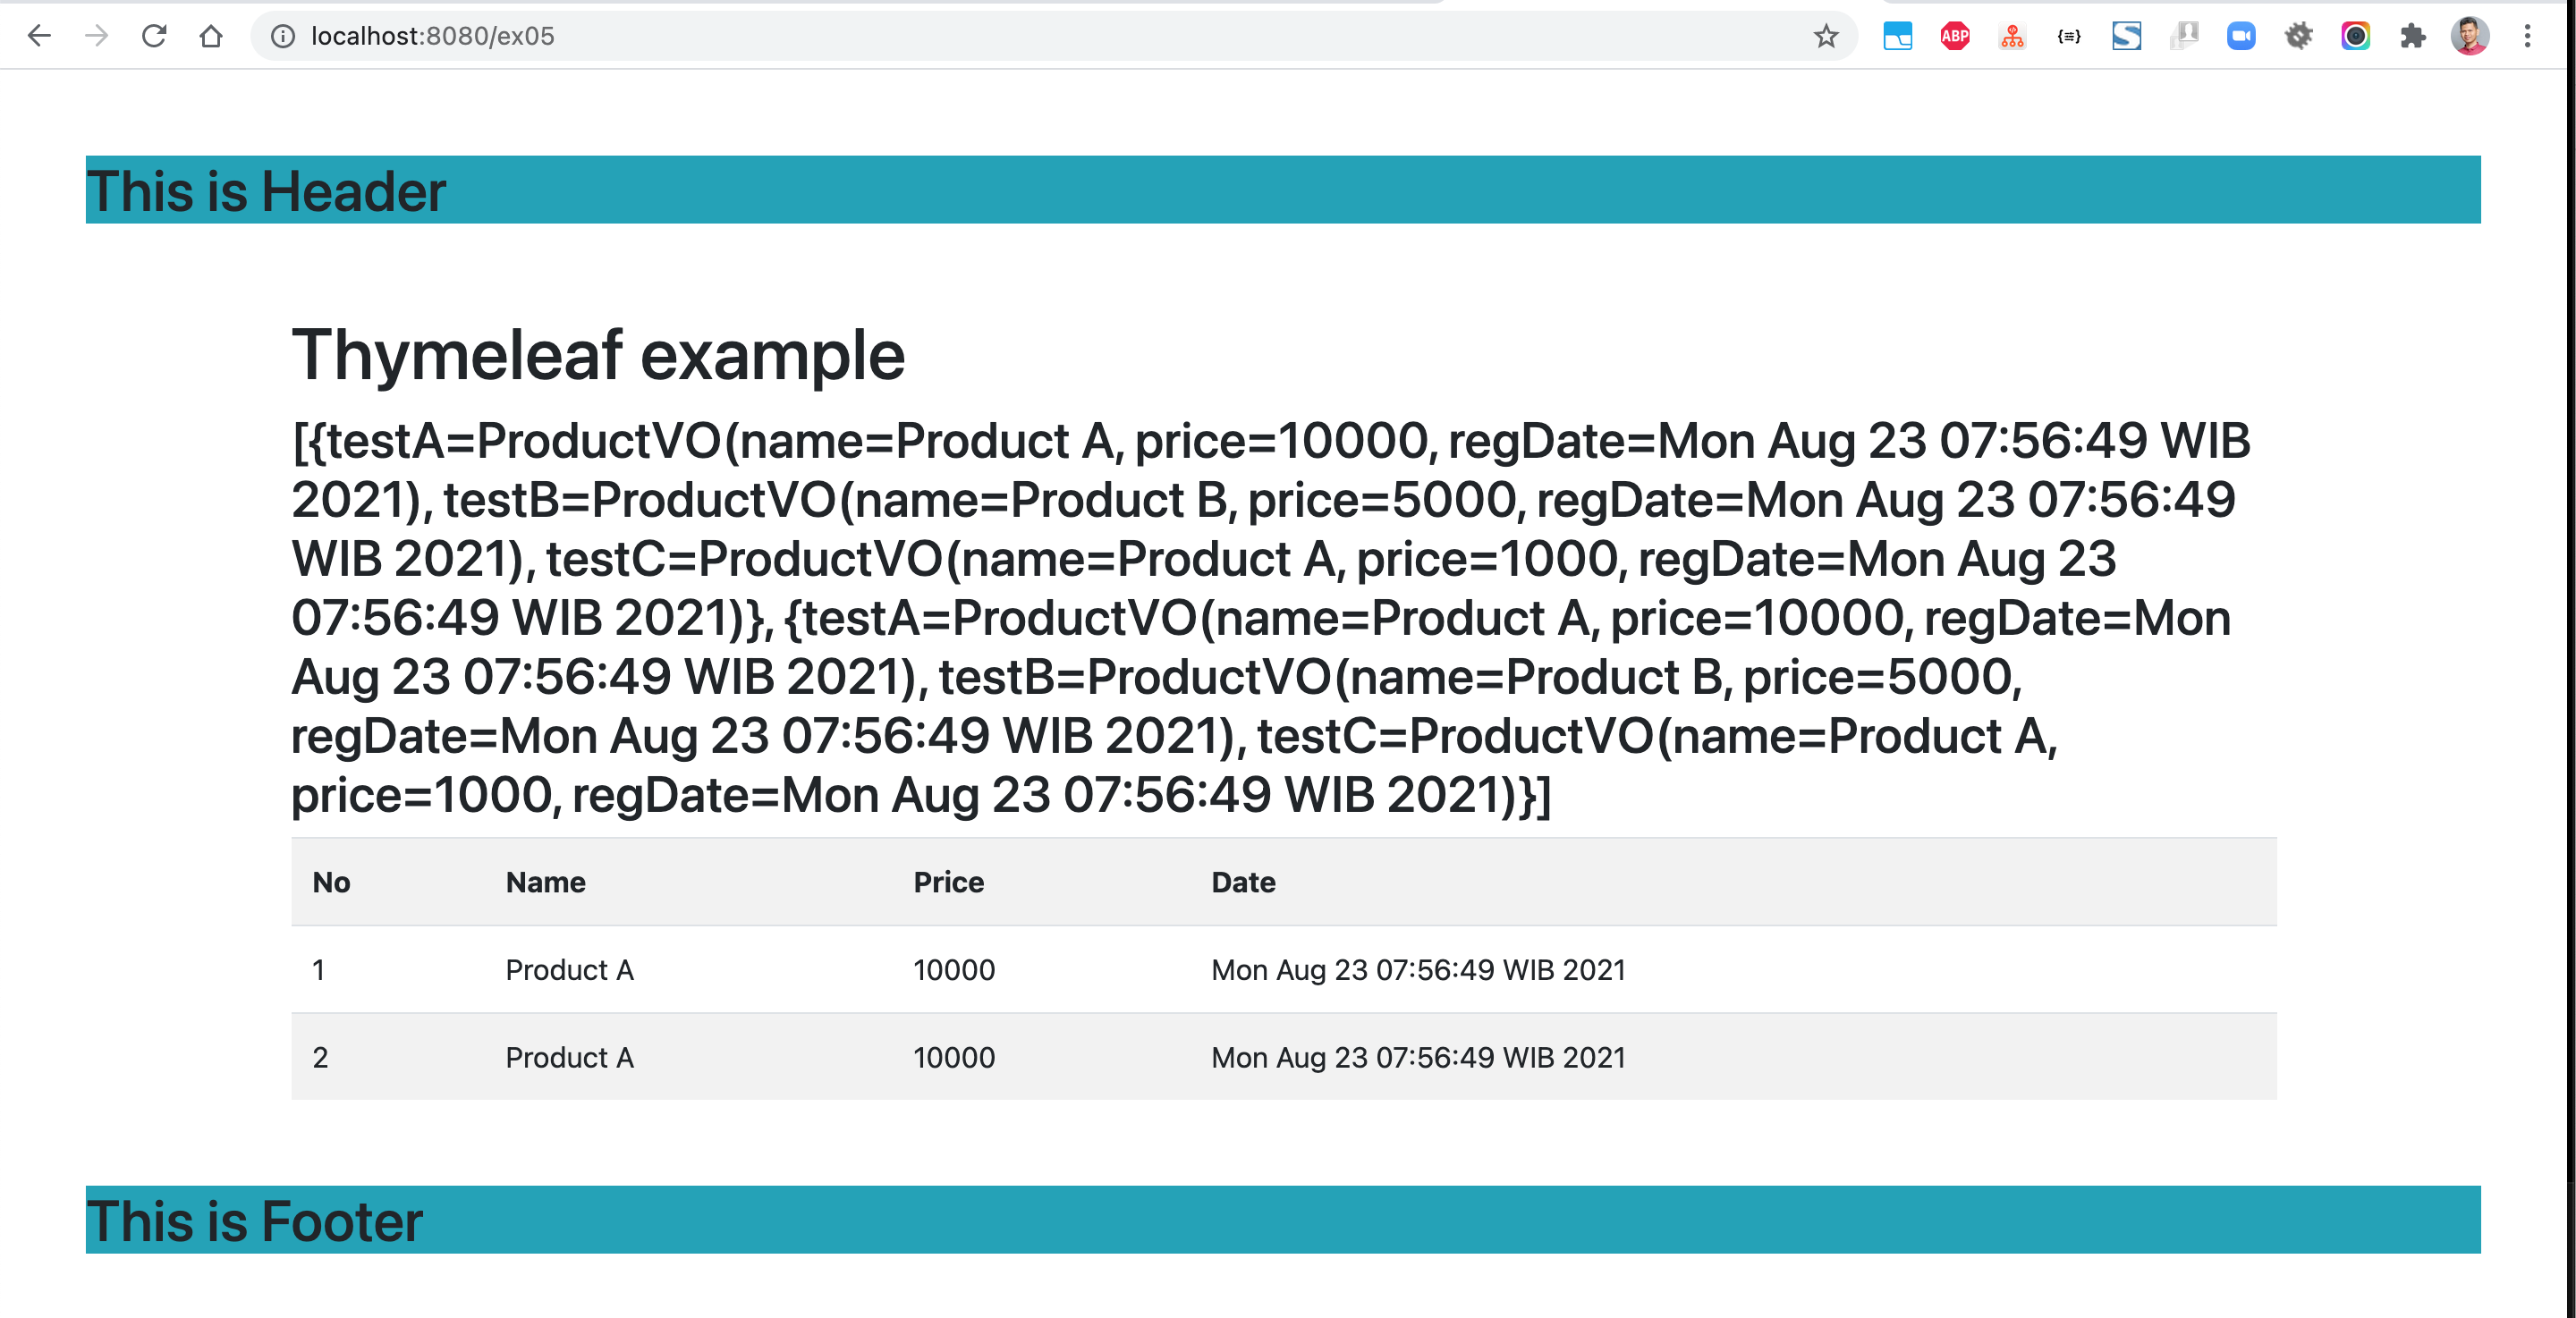 localhost:8080/ex05
ABP
This is Header
Thymeleaf example
[{testA=ProductVO(name=Product A, price=10000, regDate=Mon Aug 23 07:56:49 WIB
2021), testB=ProductVO(name=Product B, price=5000, regDate=Mon Aug 23 07:56:49
WIB 2021), testC=ProductVO(name=Product A, price=1000, regDate=Mon Aug 23
07:56:49 WIB 2021)}, {testA=ProductVO(name=Product A, price=10000, regDate=Mon
Aug 23 07:56:49 WIB 2021), testB=ProductVO(name=Product B, price=5000,
regDate=Mon Aug 23 07:56:49 WIB 2021), testC=ProductVO(name=Product A,
price=1000, regDate=Mon Aug 23 07:56:49 WIB 2021)}]
No Name Price Date
1 Product A 10000 Mon Aug 23 07:56:49 WIB 2021
2 Product A 10000 Mon Aug 23 07:56:49 WIB 2021
This is Footer